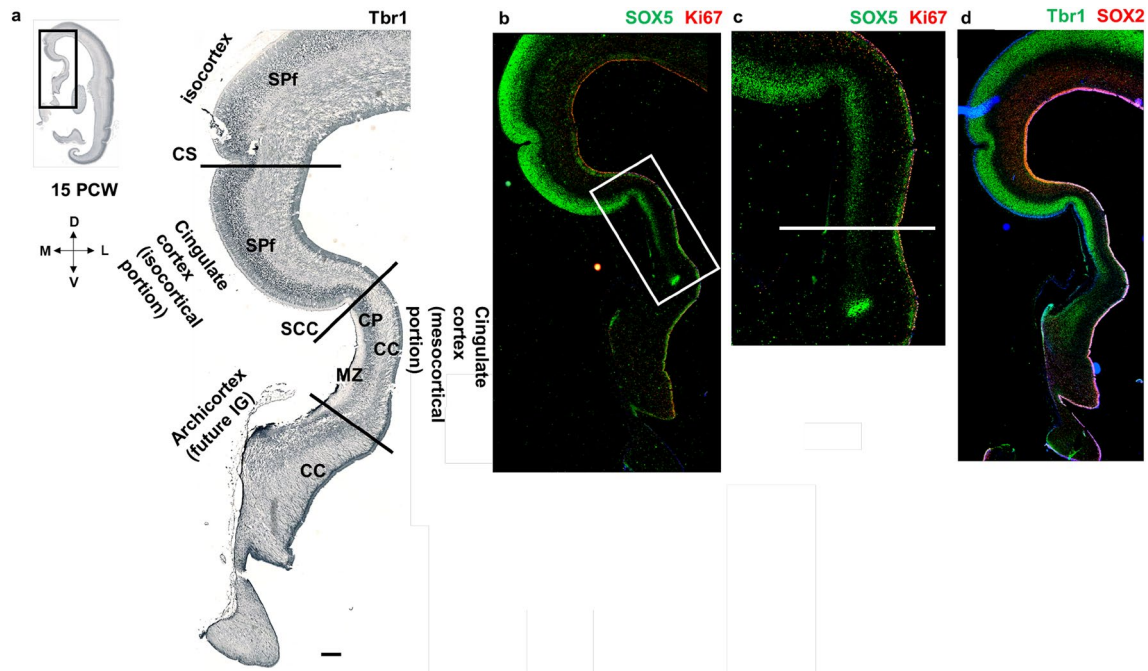 a
Tbr1
15 PCW
D
M L
V
isocortex
SPf
CS
Cingulate
cortex
(isocortical
portion)
SPf
SCC
CP
CC
MZ
Cingulate
cortex
(mesocortical
portion)
Archicortex
(future IG)
CC
b
SOX5 Ki67
c
SOX5 Ki67
d
Tbr1 SOX2